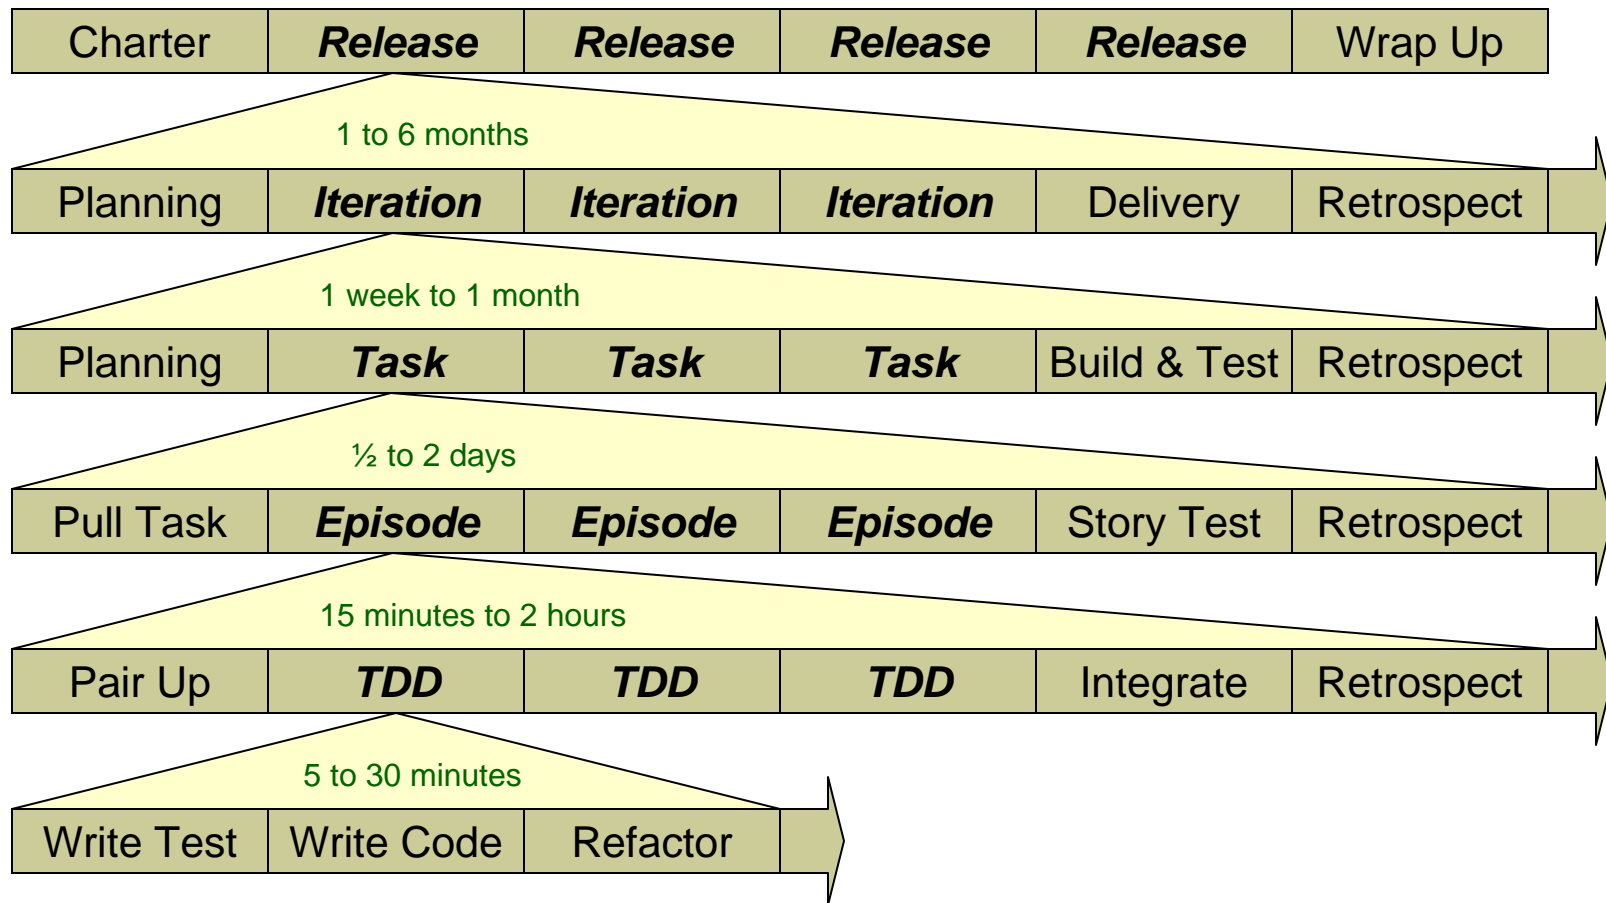 Charter Release Release Release Release Wrap Up
1 to 6 months
Planning Iteration Iteration Iteration Delivery Retrospect
1 week to 1 month
Planning Task Task Task Build & Test Retrospect
½ to 2 days
Pull Task Episode Episode Episode Story Test Retrospect
15 minutes to 2 hours
Pair Up TDD TDD TDD Integrate Retrospect
5 to 30 minutes
Write Test Write Code Refactor